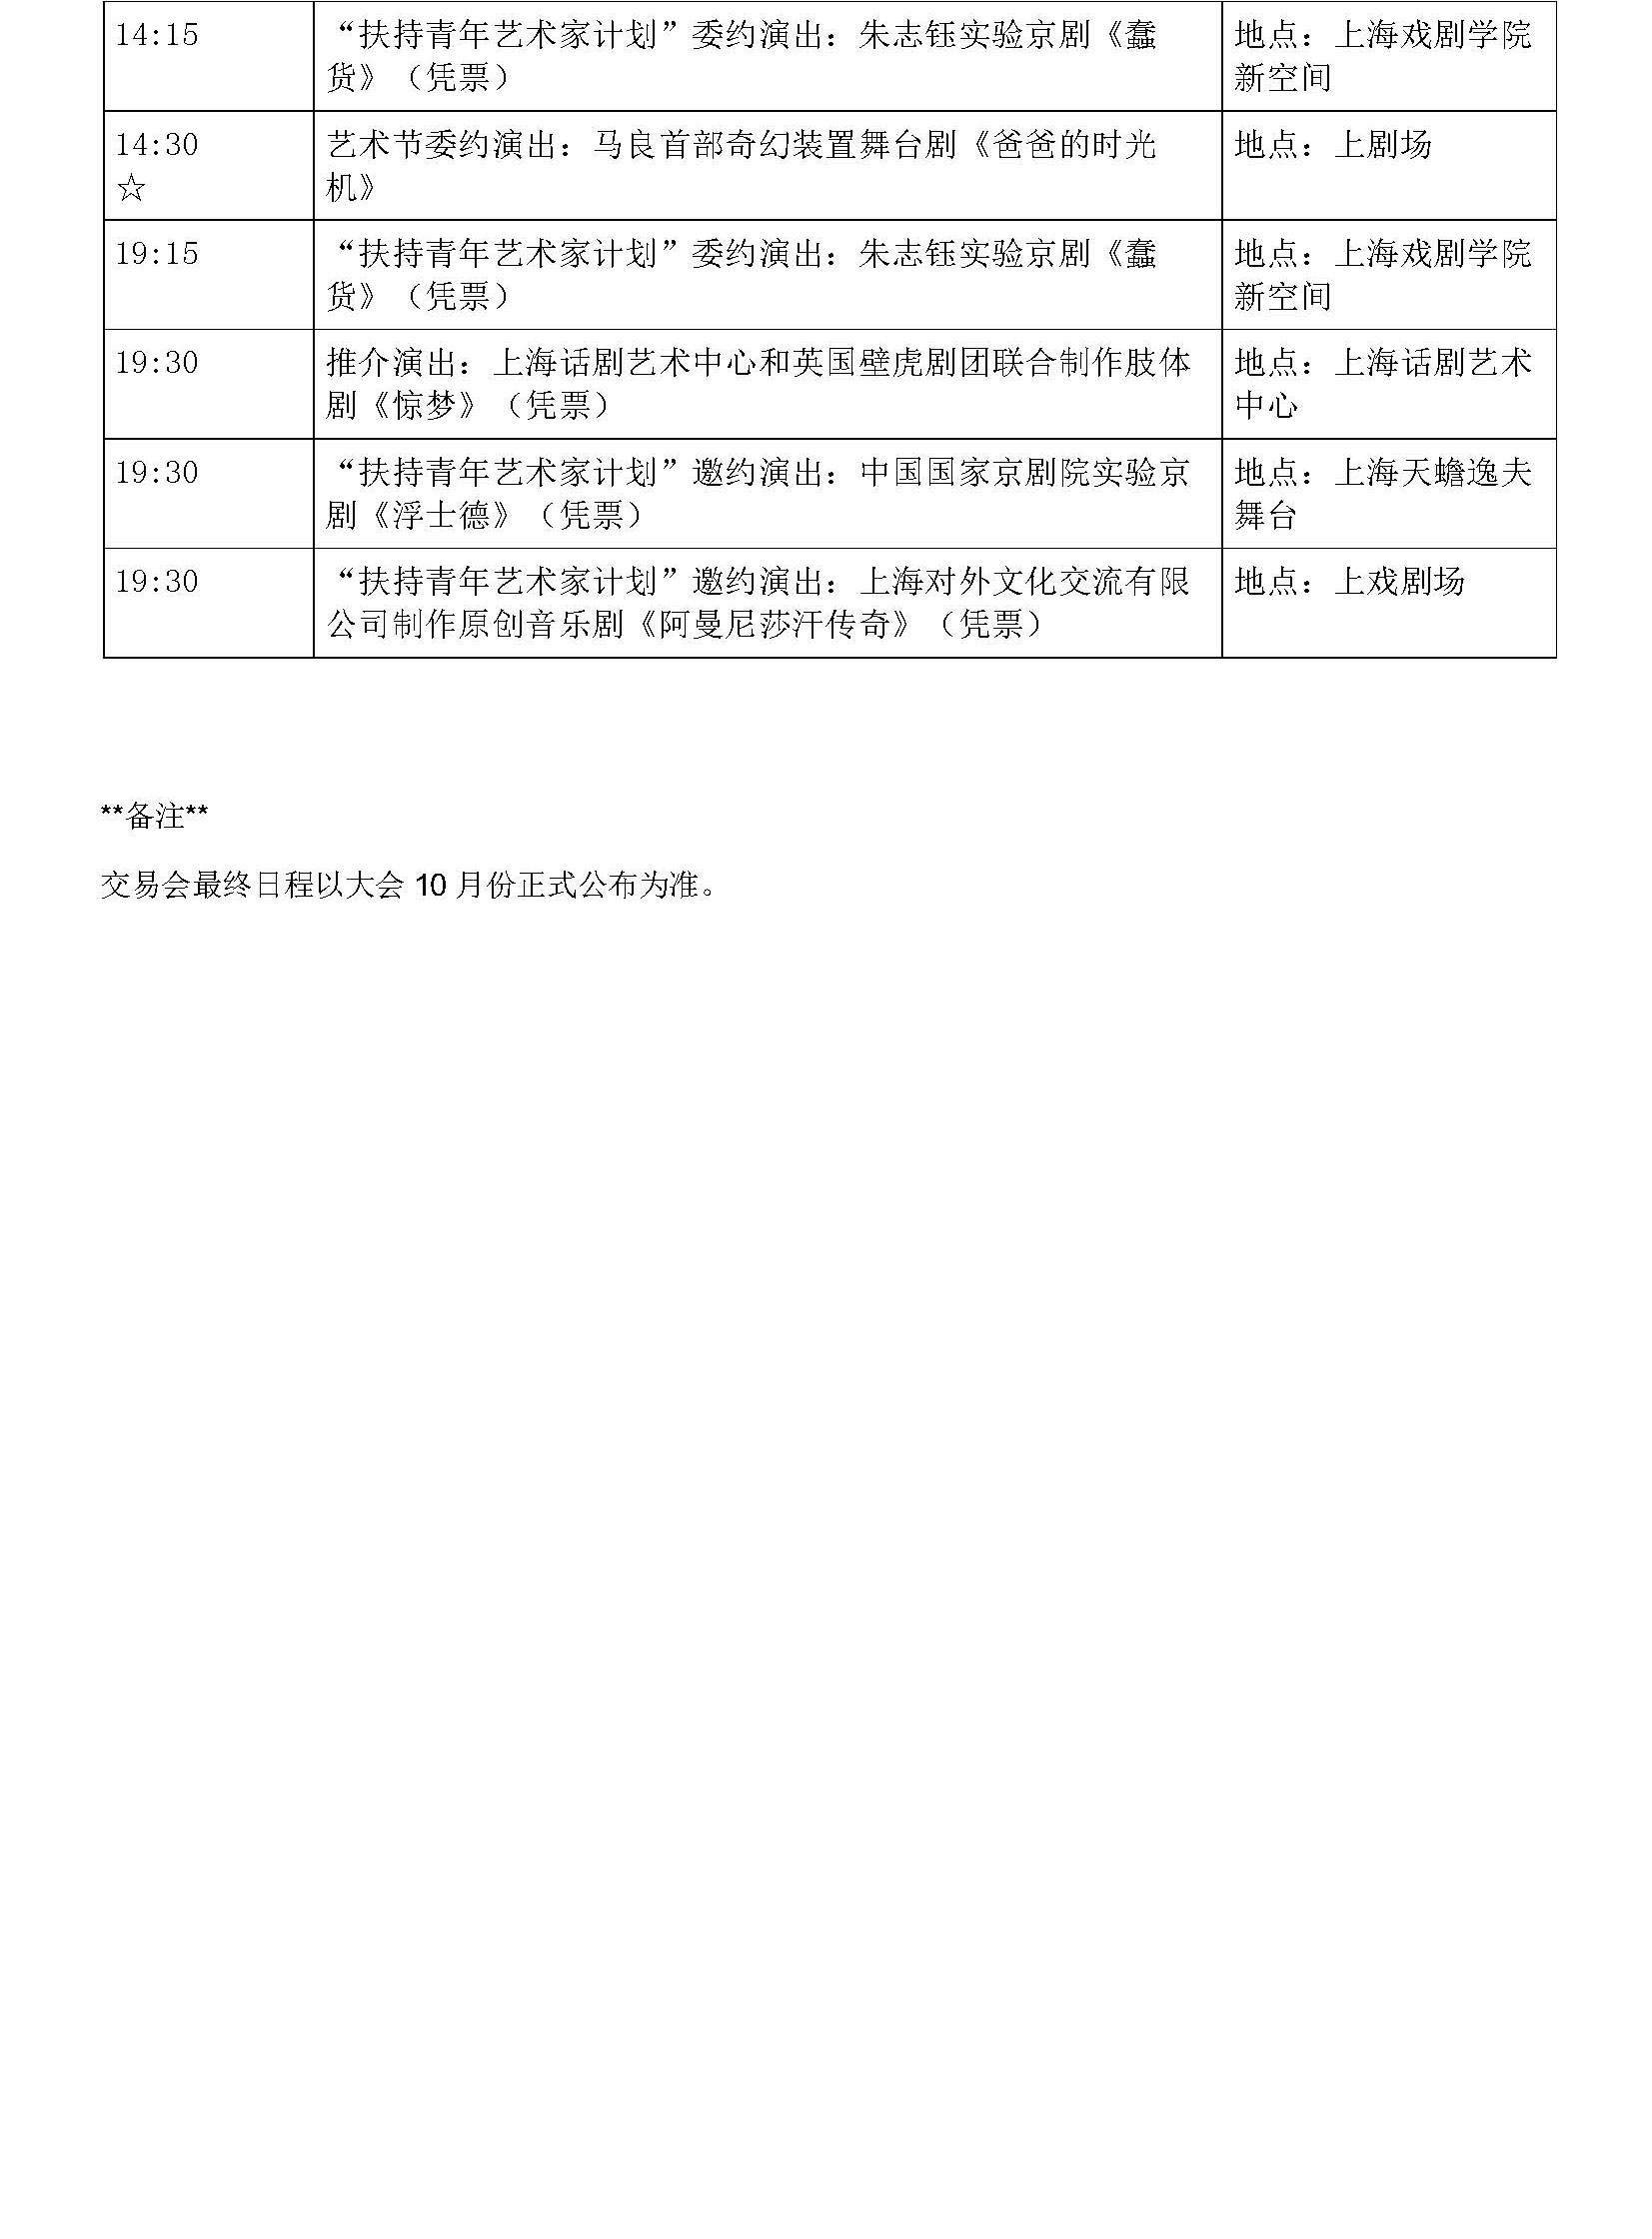 14:15
“扶持青年艺术家计划”委约演出：朱志钰实验京剧《蠢
货》（凭票）
地点：上海戏剧学院
新空间
14:30
☆
艺术节委约演出：马良首部奇幻装置舞台剧《爸爸的时光
机》
地点：上剧场
19:15
“扶持青年艺术家计划”委约演出：朱志钰实验京剧《蠢
货》（凭票）
地点：上海戏剧学院
新空间
19:30
推介演出：上海话剧艺术中心和英国壁虎剧团联合制作肢体
剧《惊梦》（凭票）
地点：上海话剧艺术
中心
19:30
“扶持青年艺术家计划”邀约演出：中国国家京剧院实验京
剧《浮士德》（凭票）
地点：上海天蟾逸夫
舞台
19:30
“扶持青年艺术家计划”邀约演出：上海对外文化交流有限
公司制作原创音乐剧《阿曼尼莎汗传奇》（凭票）
地点：上戏剧场
**备注**
交易会最终日程以大会 10 月份正式公布为准。